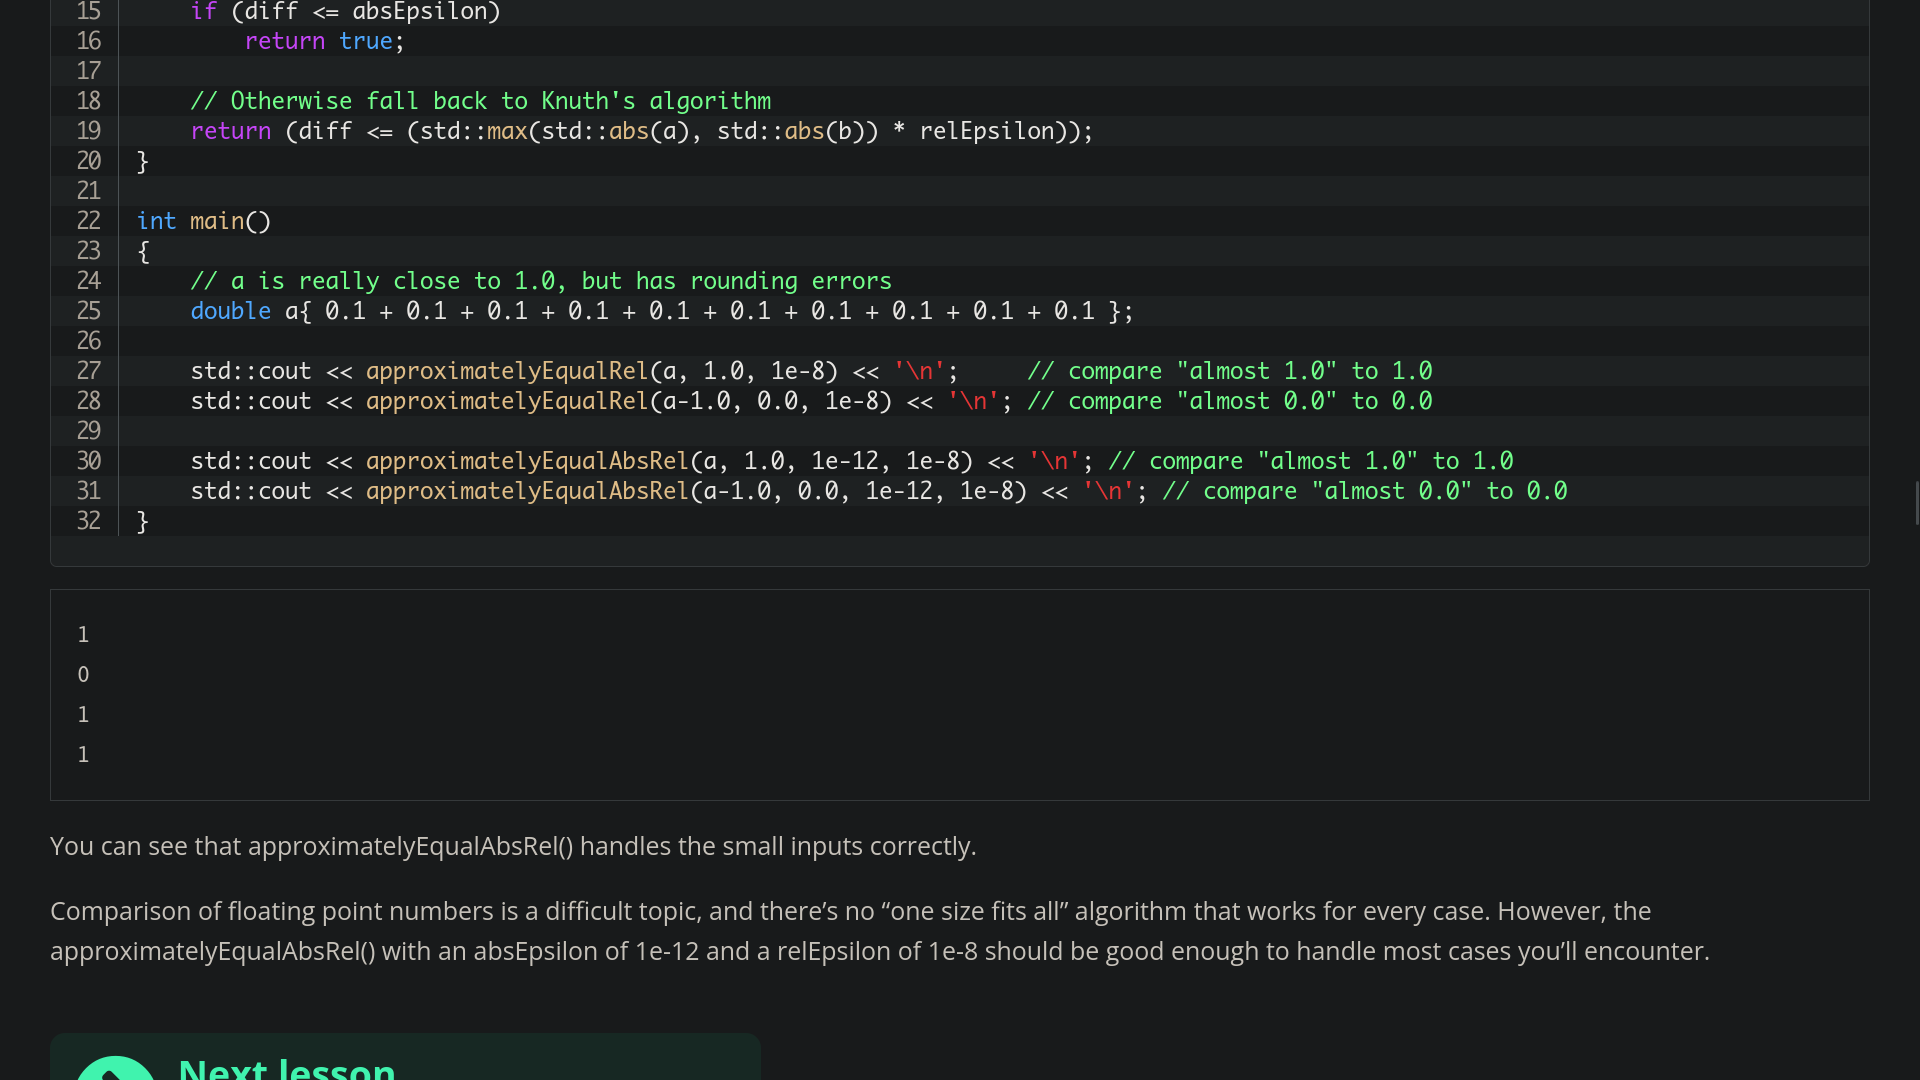 15 if (diff <= absEpsilon)
16 return true;
17
18 // Otherwise fall back to Knuth's algorithm
19 return (diff <= (std::max(std::abs(a), std::abs(b)) * relEpsilon));
20 }
21
22 int main()
23 {
24 // a is really close to 1.0, but has rounding errors
25 double a{ 0.1 + 0.1 + 0.1 + 0.1 + 0.1 + 0.1 + 0.1 + 0.1 + 0.1 + 0.1 };
26
27 std::cout << approximatelyEqualRel(a, 1.0, 1e-8) << '\n';     // compare "almost 1.0" to 1.0
28 std::cout << approximatelyEqualRel(a-1.0, 0.0, 1e-8) << '\n'; // compare "almost 0.0" to 0.0
29
30 std::cout << approximatelyEqualAbsRel(a, 1.0, 1e-12, 1e-8) << '\n'; // compare "almost 1.0" to 1.0
31 std::cout << approximatelyEqualAbsRel(a-1.0, 0.0, 1e-12, 1e-8) << '\n'; // compare "almost 0.0" to 0.0
32 }
1
0
1
1
You can see that approximatelyEqualAbsRel() handles the small inputs correctly.
Comparison of floating point numbers is a difficult topic, and there’s no “one size fits all” algorithm that works for every case. However, the
approximatelyEqualAbsRel() with an absEpsilon of 1e-12 and a relEpsilon of 1e-8 should be good enough to handle most cases you’ll encounter.
Next lesson